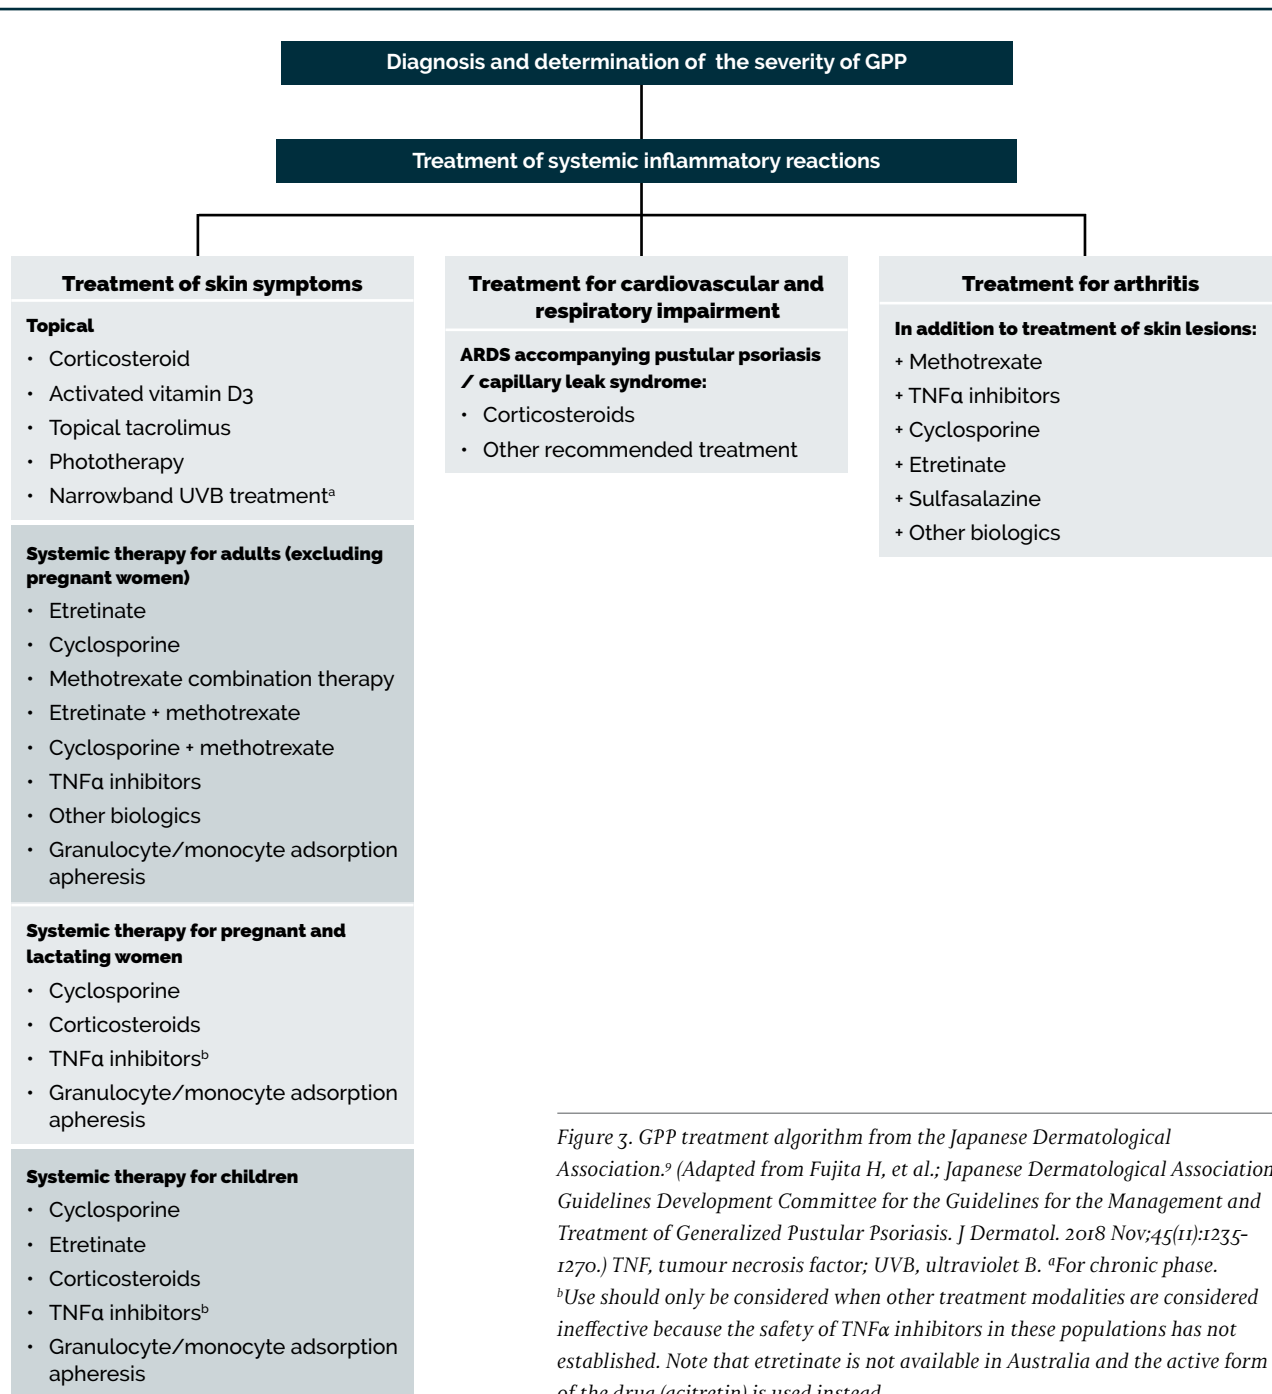 Diagnosis and determination of the severity of GPP
Treatment of systemic inflammatory reactions
Treatment of skin symptoms
Topical
• Corticosteroid
• Activated vitamin D3
• Topical tacrolimus
• Phototherapy
• Narrowband UVB treatmentᵃ
Systemic therapy for adults (excluding
pregnant women)
• Etretinate
• Cyclosporine
• Methotrexate combination therapy
• Etretinate + methotrexate
• Cyclosporine + methotrexate
• TNFα inhibitors
• Other biologics
• Granulocyte/monocyte adsorption
apheresis
Systemic therapy for pregnant and
lactating women
• Cyclosporine
• Corticosteroids
• TNFα inhibitorsᵇ
• Granulocyte/monocyte adsorption
apheresis
Systemic therapy for children
• Cyclosporine
• Etretinate
• Corticosteroids
• TNFα inhibitorsᵇ
• Granulocyte/monocyte adsorption
apheresis
Treatment for cardiovascular and
respiratory impairment
ARDS accompanying pustular psoriasis
/ capillary leak syndrome:
• Corticosteroids
• Other recommended treatment
Treatment for arthritis
In addition to treatment of skin lesions:
+ Methotrexate
+ TNFα inhibitors
+ Cyclosporine
+ Etretinate
+ Sulfasalazine
+ Other biologics
Figure 3. GPP treatment algorithm from the Japanese Dermatological
Association.⁹ (Adapted from Fujita H, et al.; Japanese Dermatological Association
Guidelines Development Committee for the Guidelines for the Management and
Treatment of Generalized Pustular Psoriasis. J Dermatol. 2018 Nov;45(11):1235-
1270.) TNF, tumour necrosis factor; UVB, ultraviolet B. ᵃFor chronic phase.
ᵇUse should only be considered when other treatment modalities are considered
ineffective because the safety of TNFα inhibitors in these populations has not
established. Note that etretinate is not available in Australia and the active form
of the drug (acitretin) is used instead